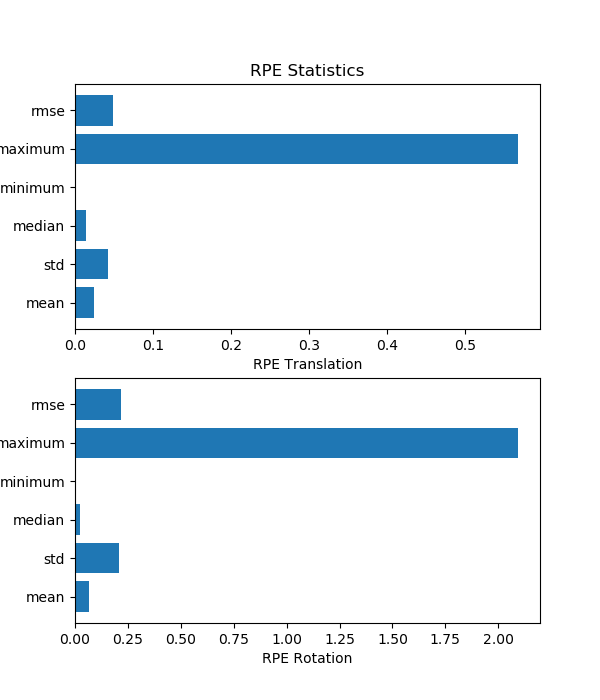 RPE Statistics
rmse
maximum
minimum
median
std
mean
0.0 0.1 0.2 0.3 0.4 0.5
RPE Translation
rmse
maximum
minimum
median
std
mean
0.00 0.25 0.50 0.75 1.00 1.25 1.50 1.75 2.00
RPE Rotation